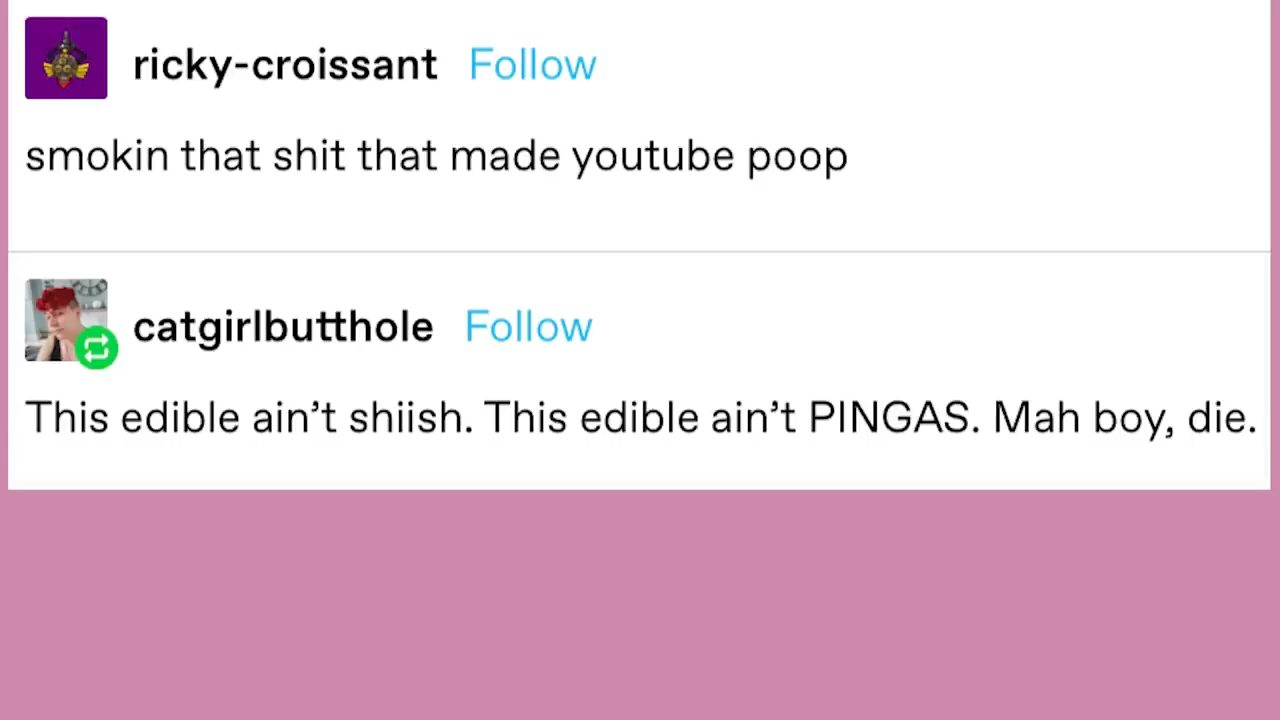 ricky-croissant Follow
smokin that shit that made youtube poop
catgirlbutthole Follow
This edible ain’t shiish. This edible ain’t PINGAS. Mah boy, die.